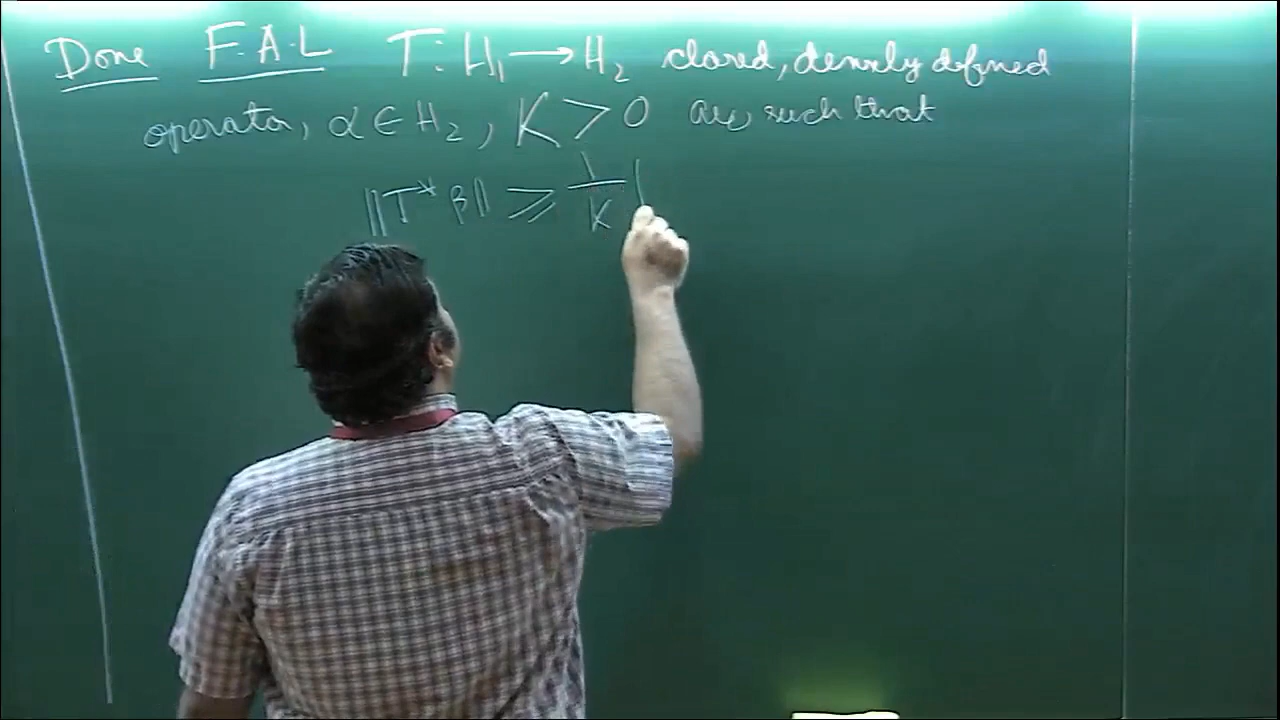 Done F.A.L T: H₁ → H₂ closed, densely defined
operator, α ∈ H₂, K > 0 are such that
‖T* β‖ ≥ 1/K |